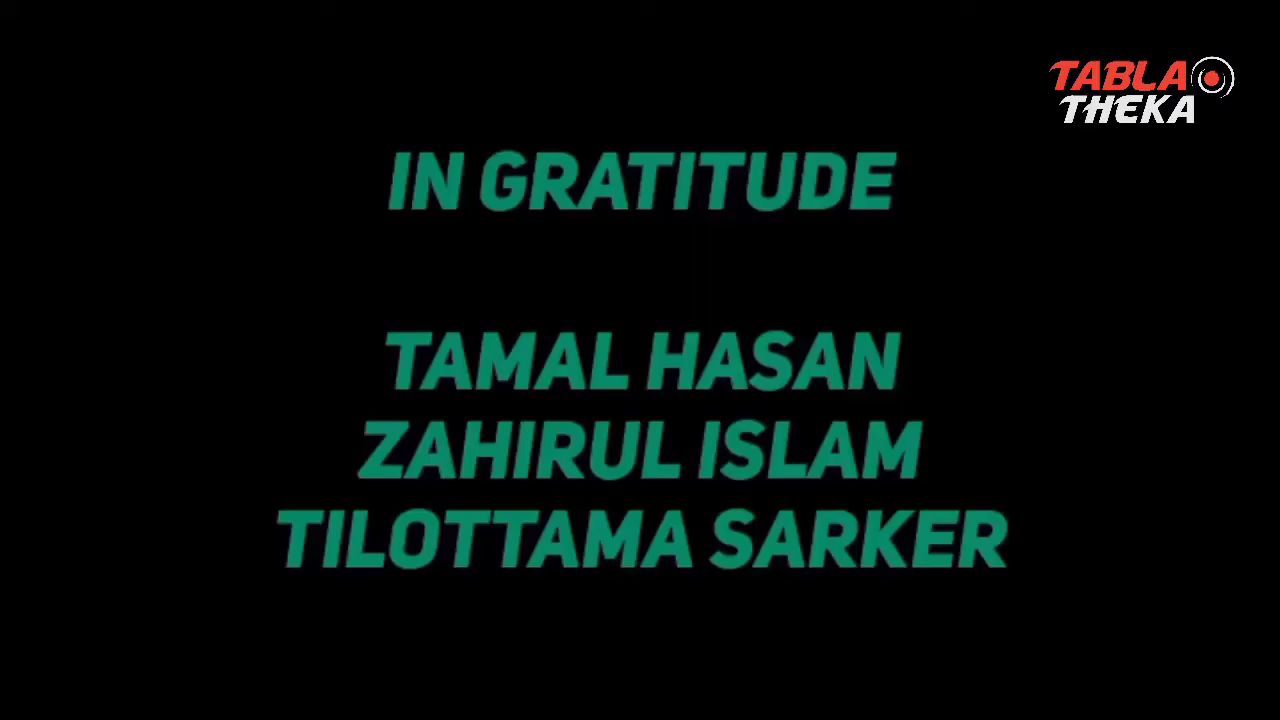 TABLA
THEKA
IN GRATITUDE
TAMAL HASAN
ZAHIRUL ISLAM
TILOTTAMA SARKER